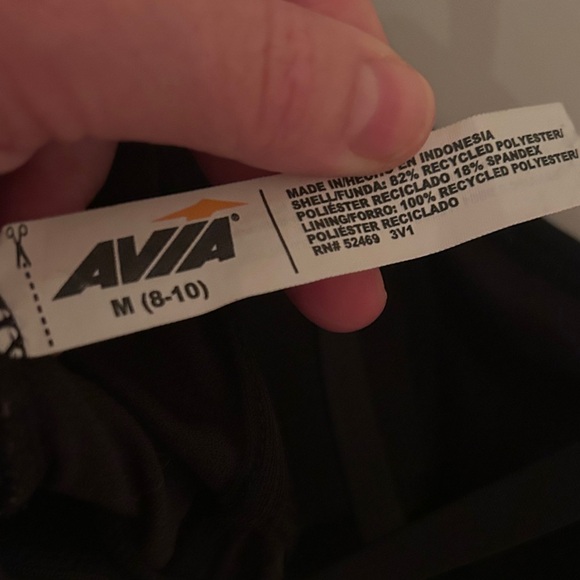 AVIA®
M (8-10)
MADE IN/HECHO EN INDONESIA
SHELL/FUNDA: 82% RECYCLED POLYESTER/
POLIÉSTER RECICLADO 18% SPANDEX
LINING/FORRO: 100% RECYCLED POLYESTER/
POLIÉSTER RECICLADO
RN# 52469 3V1